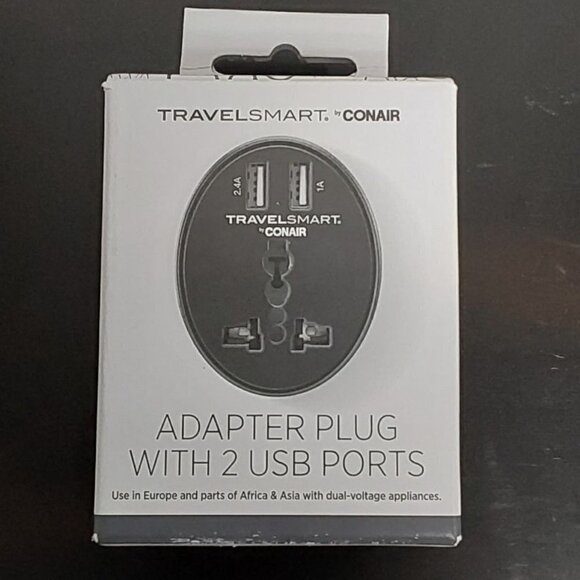 TRAVELSMART® by CONAIR
2.4A
1A
TRAVELSMART®
by CONAIR
ADAPTER PLUG
WITH 2 USB PORTS
Use in Europe and parts of Africa & Asia with dual-voltage appliances.